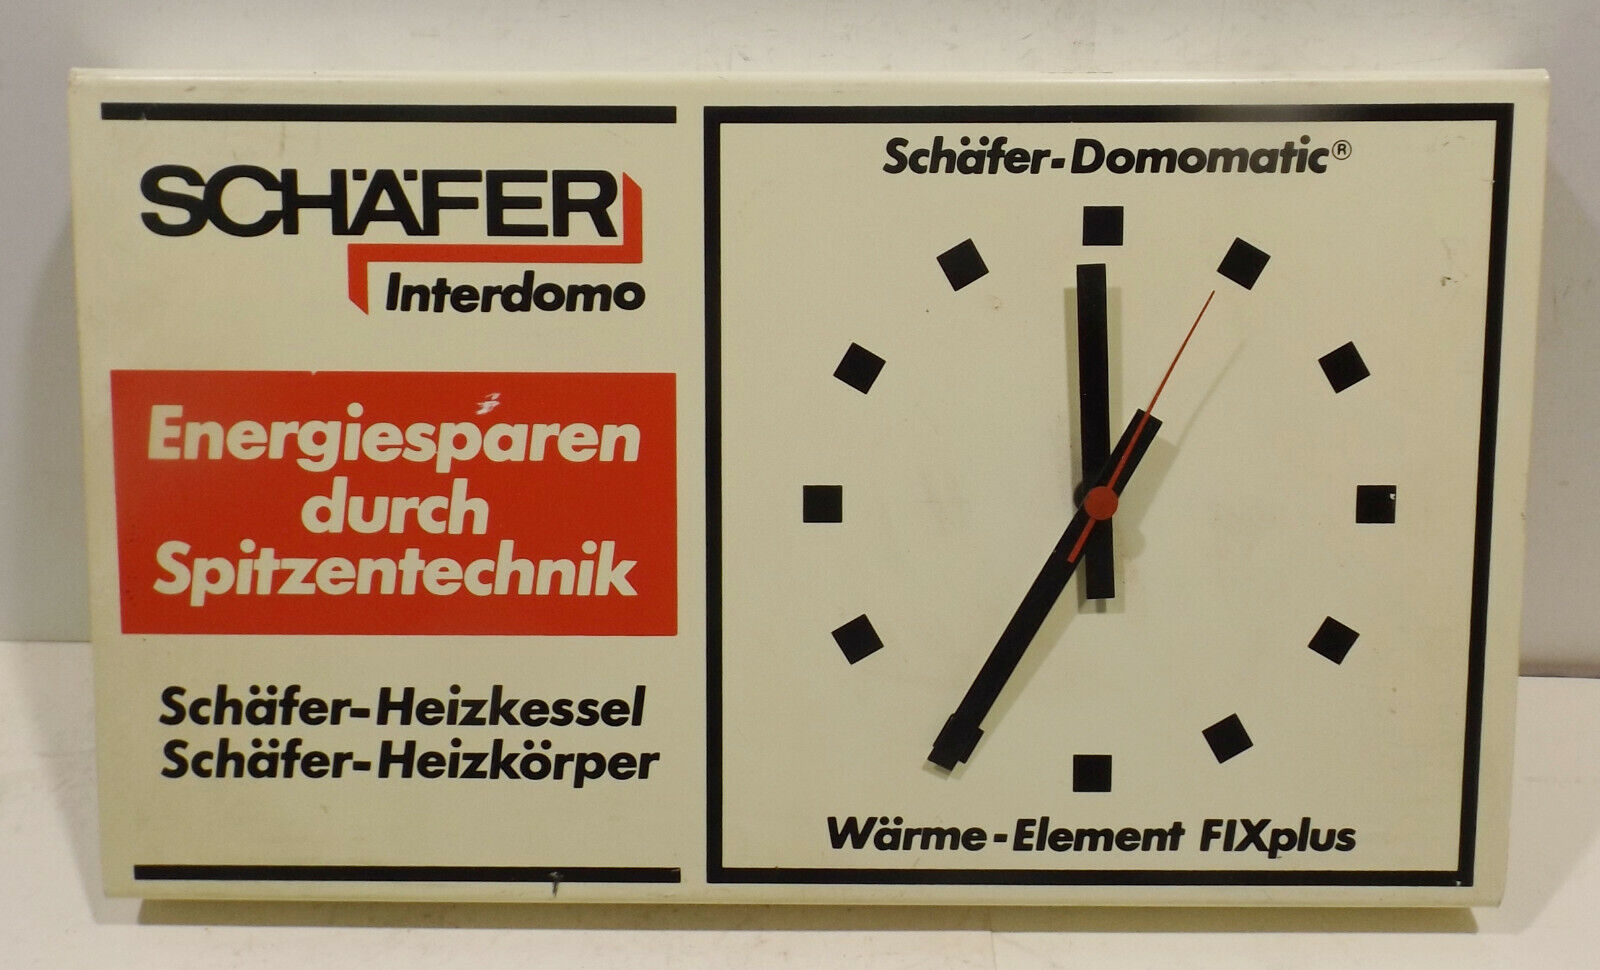 SCHÄFER
Interdomo
Energiesparen
durch
Spitzentechnik
Schäfer-Heizkessel
Schäfer-Heizkörper
Schäfer-Domomatic®
Wärme-Element FIXplus